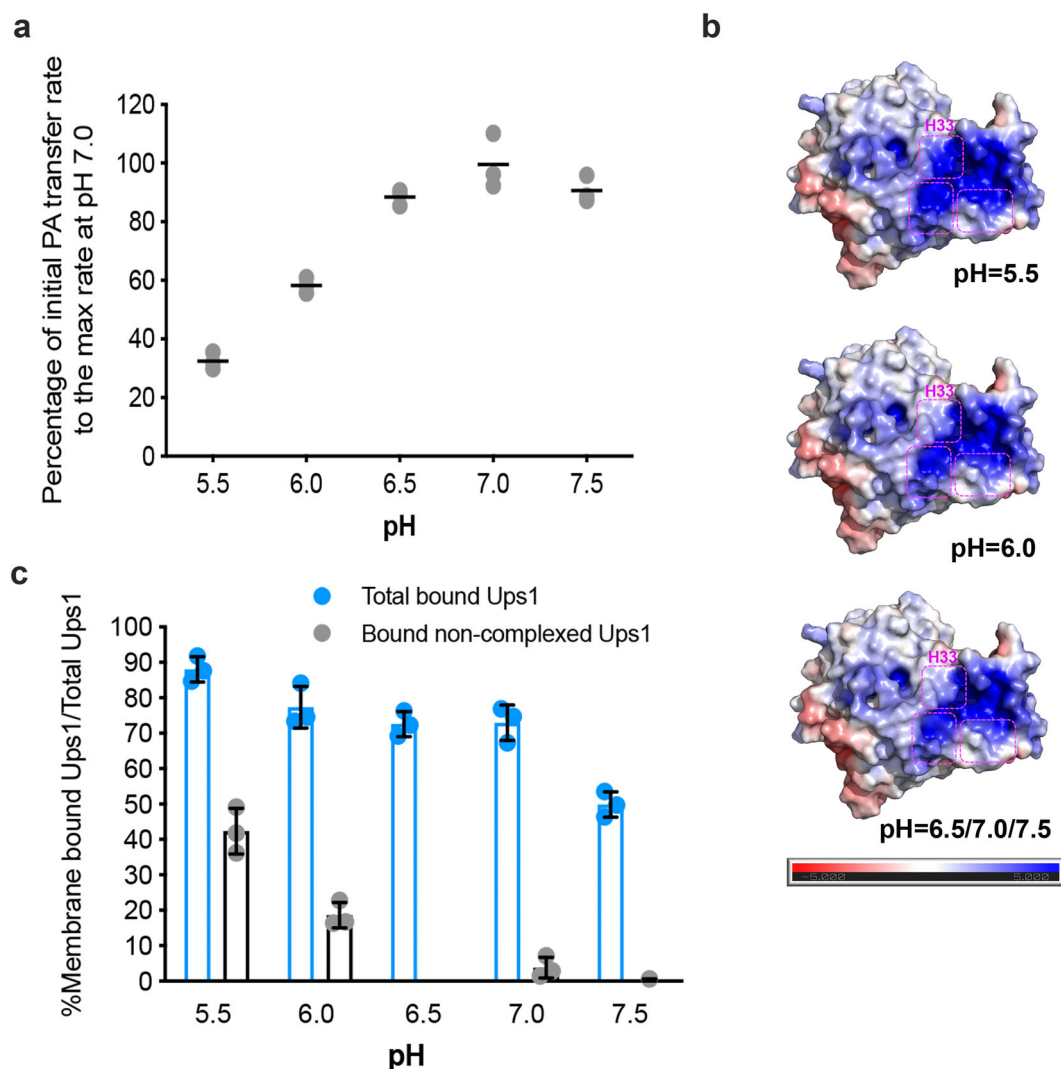 a
120
100
80
60
40
20
0
5.5 6.0 6.5 7.0 7.5
pH
Percentage of initial PA transfer rate
to the max rate at pH 7.0
b
H33
pH=5.5
H33
pH=6.0
H33
pH=6.5/7.0/7.5
-5.000 5.000
c
Total bound Ups1
Bound non-complexed Ups1
100
90
80
70
60
50
40
30
20
10
0
5.5 6.0 6.5 7.0 7.5
pH
%Membrane bound Ups1/Total Ups1